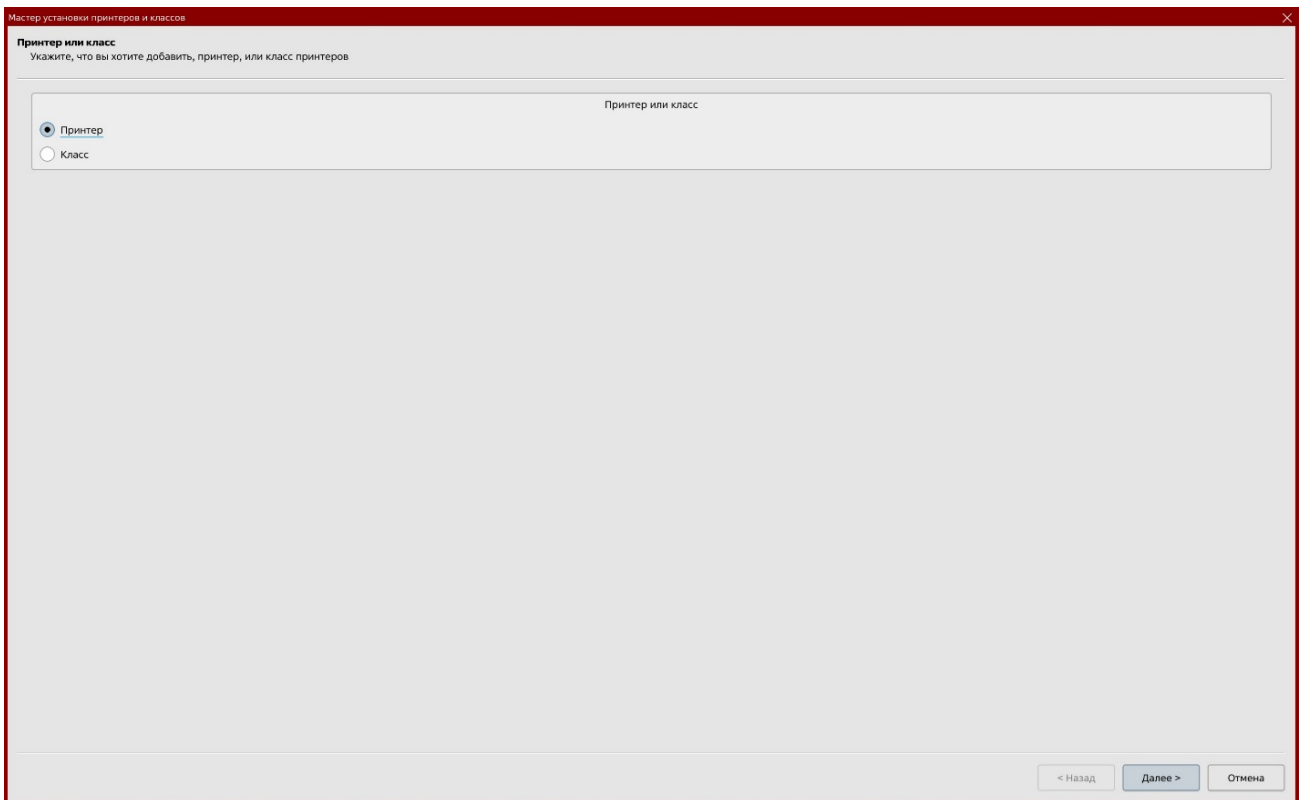 Мастер установки принтеров и классов
Принтер или класс
Укажите, что вы хотите добавить, принтер, или класс принтеров
Принтер или класс
Принтер
Класс
< Назад
Далее >
Отмена